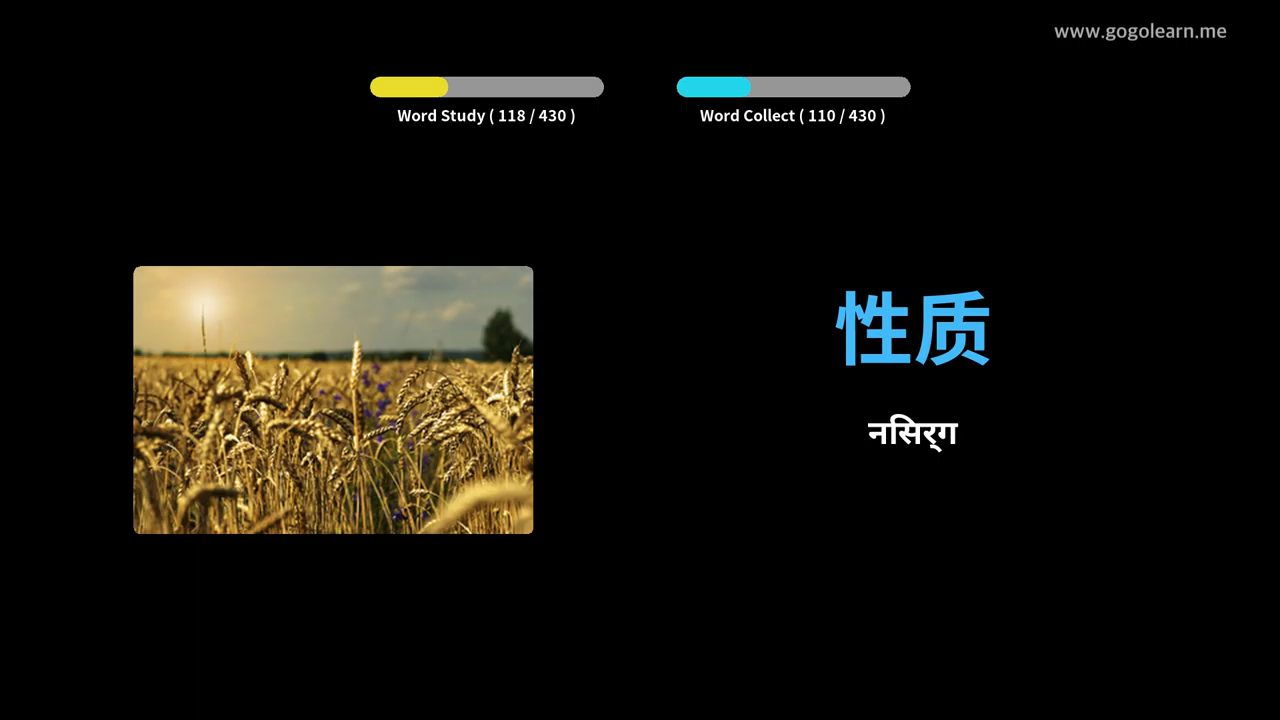 www.gogolearn.me
Word Study ( 118 / 430 )
Word Collect ( 110 / 430 )
性质
नसिर्‌ग